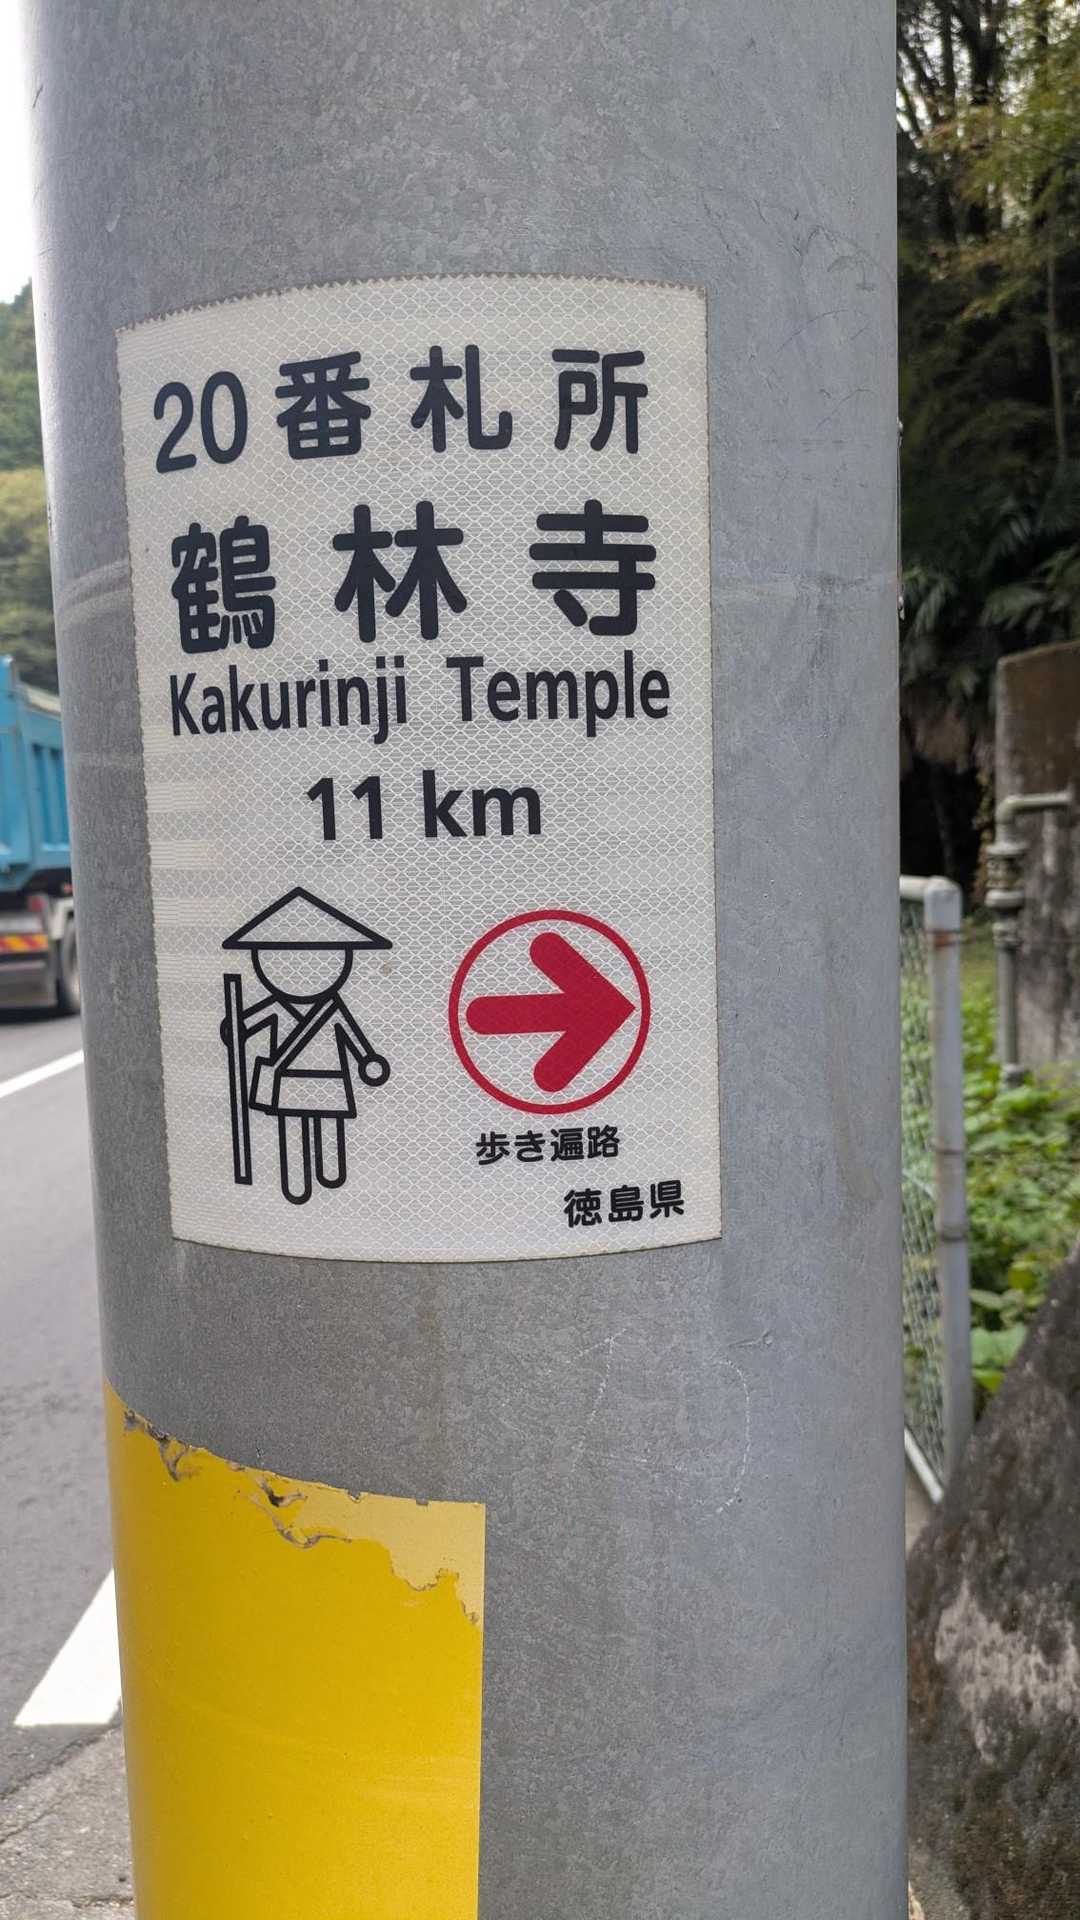 20番札所
鶴林寺
Kakurinji Temple
11 km
歩き遍路
徳島県